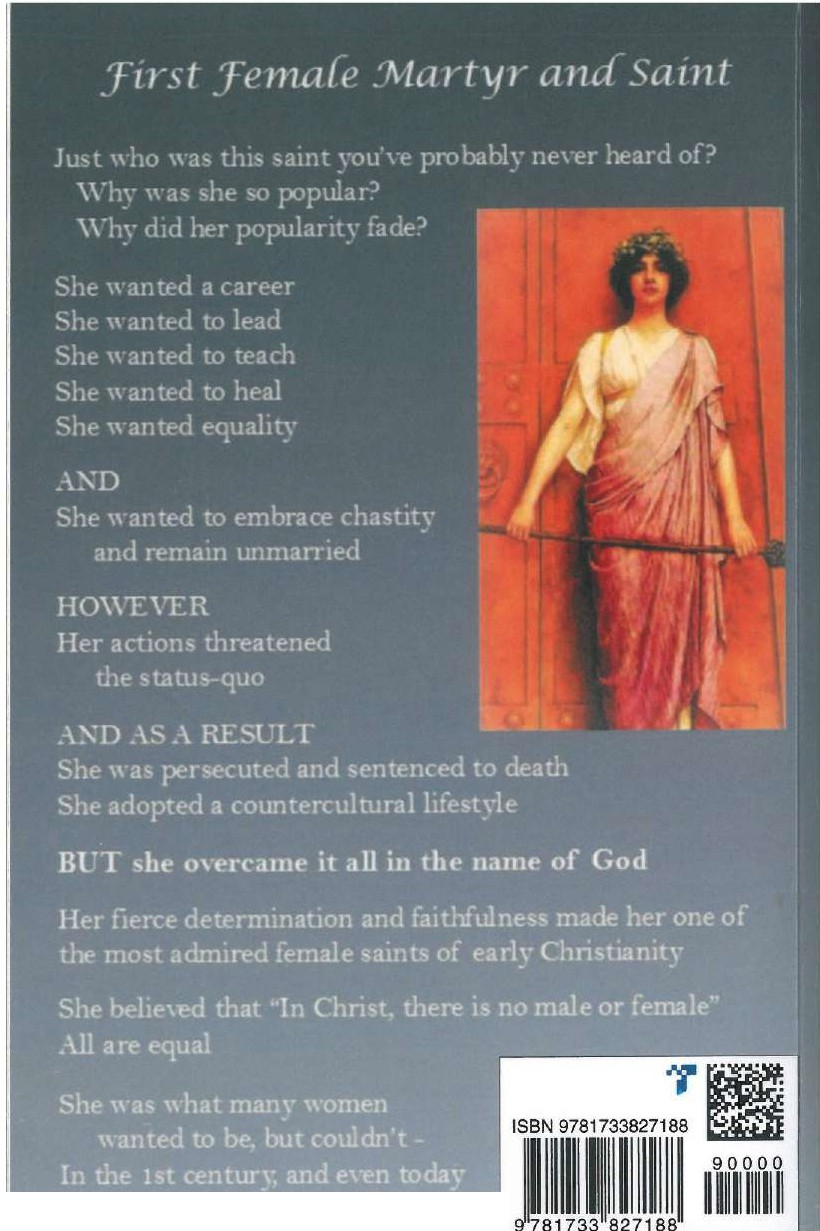 First Female Martyr and Saint
Just who was this saint you've probably never heard of?
Why was she so popular?
Why did her popularity fade?
She wanted a career
She wanted to lead
She wanted to teach
She wanted to heal
She wanted equality
AND
She wanted to embrace chastity
and remain unmarried
HOWEVER
Her actions threatened
the status-quo
AND AS A RESULT
She was persecuted and sentenced to death
She adopted a countercultural lifestyle
BUT she overcame it all in the name of God
Her fierce determination and faithfulness made her one of
the most admired female saints of early Christianity
She believed that “In Christ, there is no male or female”
All are equal
She was what many women
wanted to be, but couldn't -
In the 1st century, and even today
ISBN 9781733827188
90000
9 781733 827188